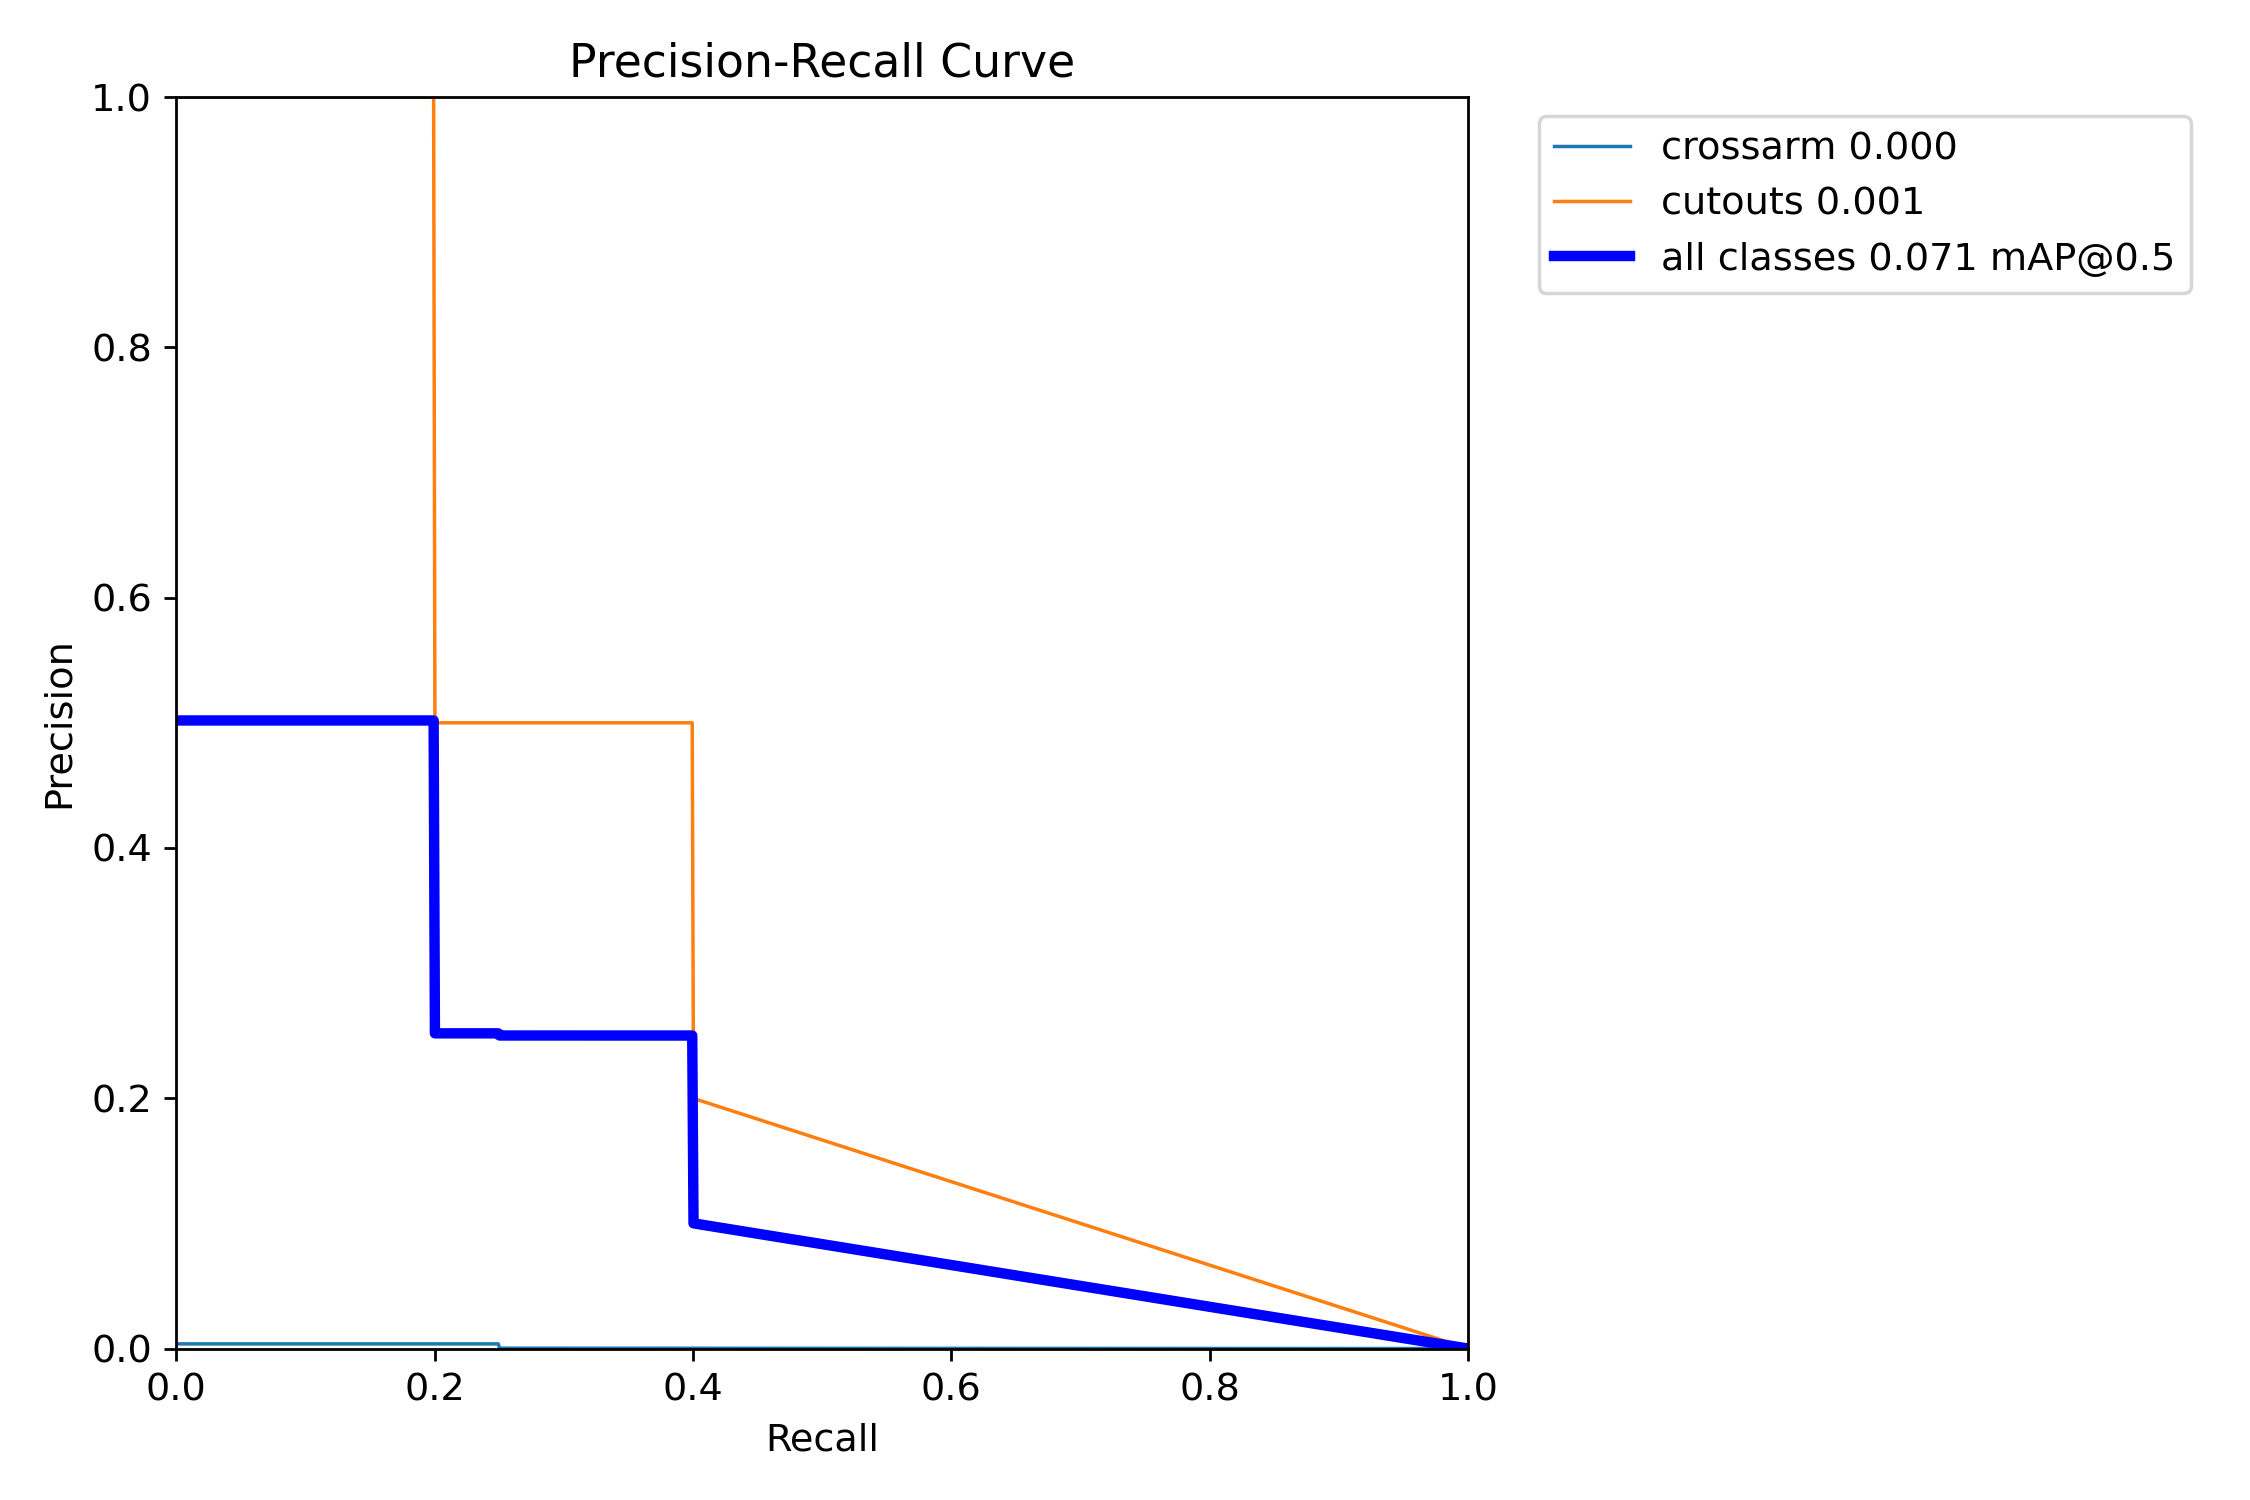 Precision-Recall Curve
1.0
0.8
0.6
0.4
0.2
0.0
Precision
0.0 0.2 0.4 0.6 0.8 1.0
Recall
crossarm 0.000
cutouts 0.001
all classes 0.071 mAP@0.5